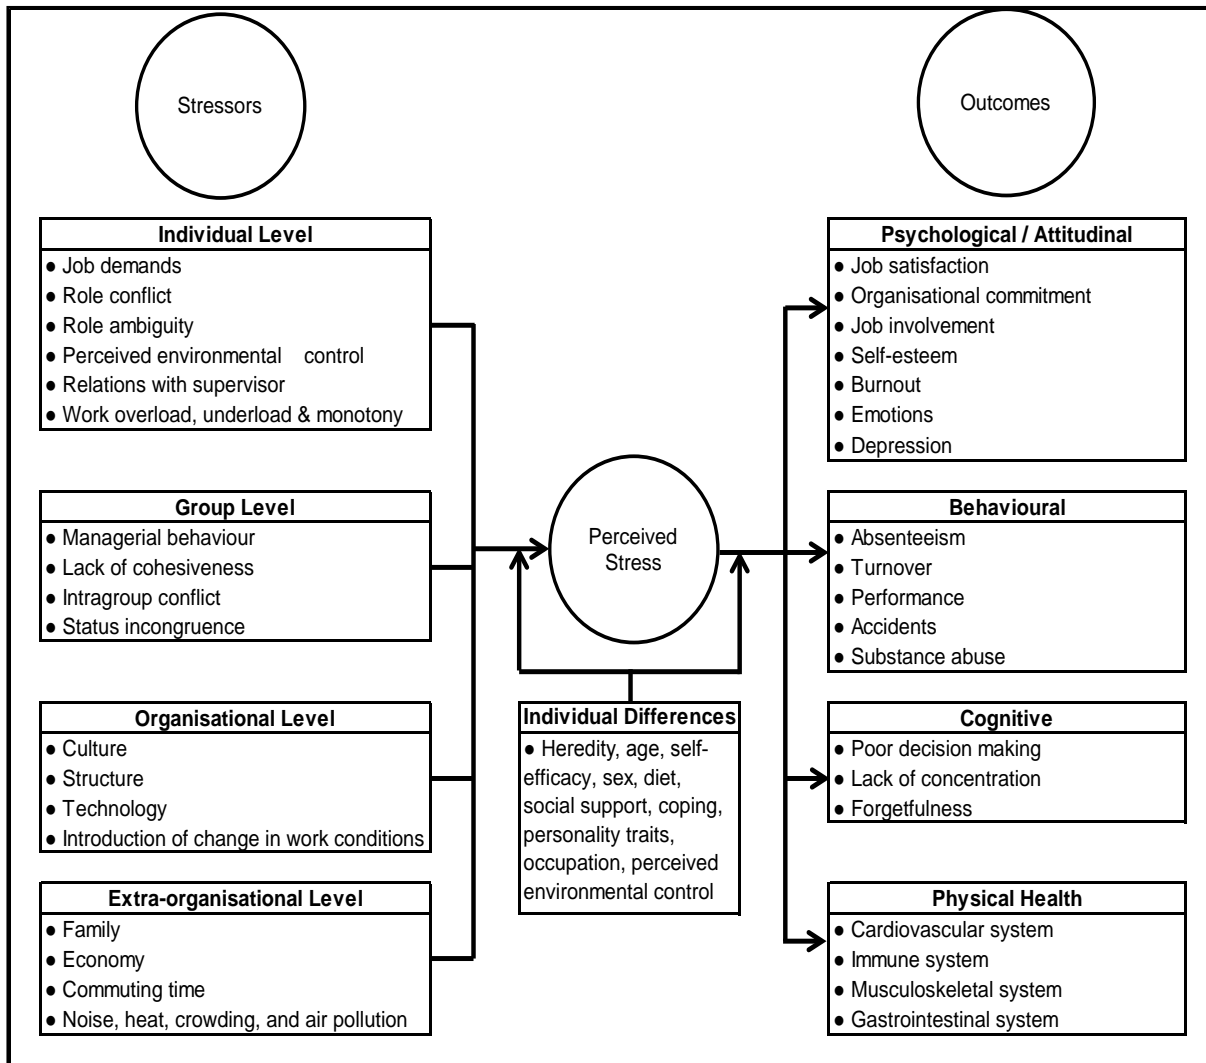 Stressors
Outcomes
Individual Level
● Job demands
● Role conflict
● Role ambiguity
● Perceived environmental control
● Relations with supervisor
● Work overload, underload & monotony
Group Level
● Managerial behaviour
● Lack of cohesiveness
● Intragroup conflict
● Status incongruence
Organisational Level
● Culture
● Structure
● Technology
● Introduction of change in work conditions
Extra-organisational Level
● Family
● Economy
● Commuting time
● Noise, heat, crowding, and air pollution
Perceived
Stress
Individual Differences
● Heredity, age, self-
efficacy, sex, diet,
social support, coping,
personality traits,
occupation, perceived
environmental control
Psychological / Attitudinal
● Job satisfaction
● Organisational commitment
● Job involvement
● Self-esteem
● Burnout
● Emotions
● Depression
Behavioural
● Absenteeism
● Turnover
● Performance
● Accidents
● Substance abuse
Cognitive
● Poor decision making
● Lack of concentration
● Forgetfulness
Physical Health
● Cardiovascular system
● Immune system
● Musculoskeletal system
● Gastrointestinal system